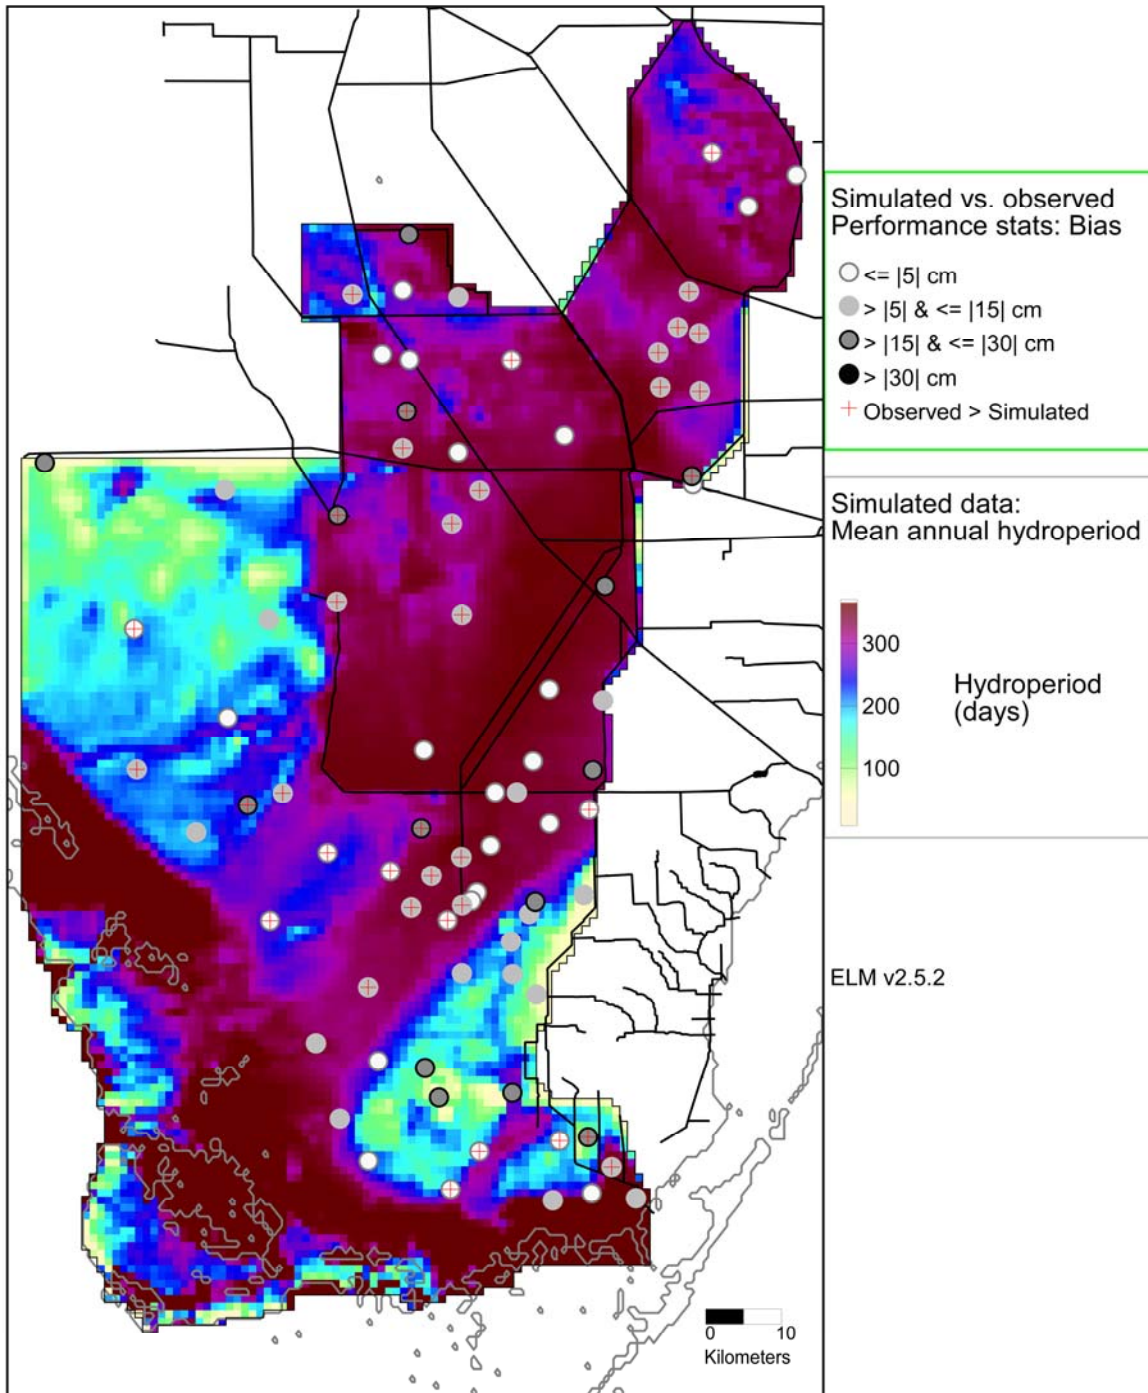 Simulated vs. observed
Performance stats: Bias
<= |5| cm
> |5| & <= |15| cm
> |15| & <= |30| cm
> |30| cm
+ Observed > Simulated
Simulated data:
Mean annual hydroperiod
300
200
100
Hydroperiod
(days)
ELM v2.5.2
0 10
Kilometers